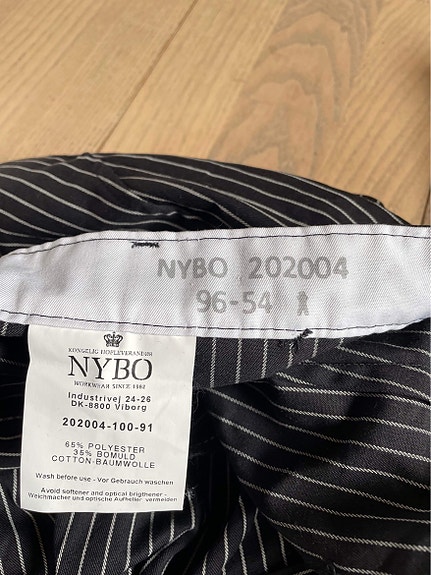 NYBO 202004
96-54
KONGELIG HOFLEVERANDØR
NYBO
WORKWEAR SINCE
Industrivej 24-26
DK-8800 Viborg
202004-100-91
65% POLYESTER
35% BOMULD
COTTON-BAUMWOLLE
Wash before use - Vor Gebrauch waschen
Avoid softener and optical brigthener -
Weichmacher und optische Aufheller vermeiden